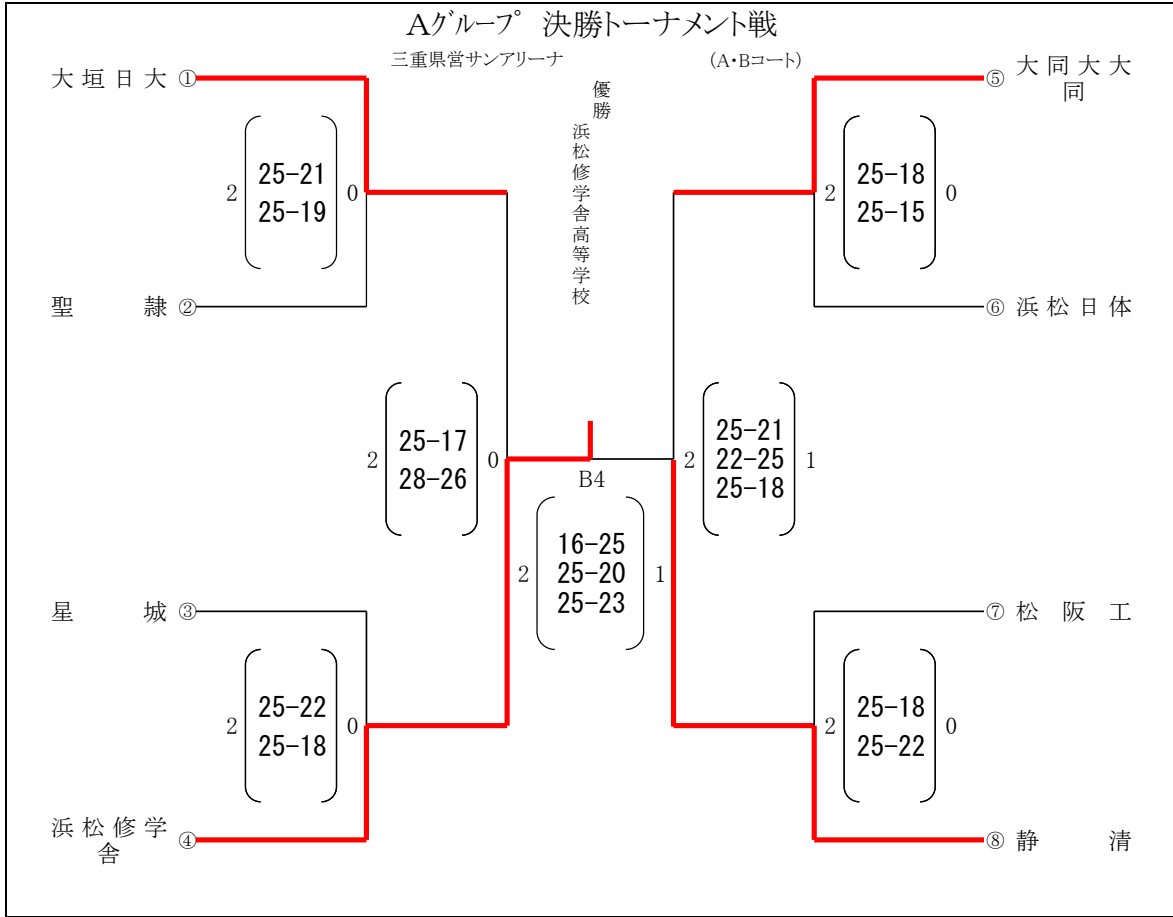 Aグループ 決勝トーナメント戦
三重県営サンアリーナ (A・Bコート)
優勝
浜松修学舎高等学校
大垣日大 ①
2 25-21 0
25-19
聖隷 ②
2 25-17 0
28-26
星城 ③
2 25-22 0
25-18
浜松修学舎 ④
B4
2 16-25 1
25-20
25-23
⑤ 大同大大同
2 25-18 0
25-15
⑥ 浜松日体
2 25-21 1
22-25
25-18
⑦ 松阪工
2 25-18 0
25-22
⑧ 静清